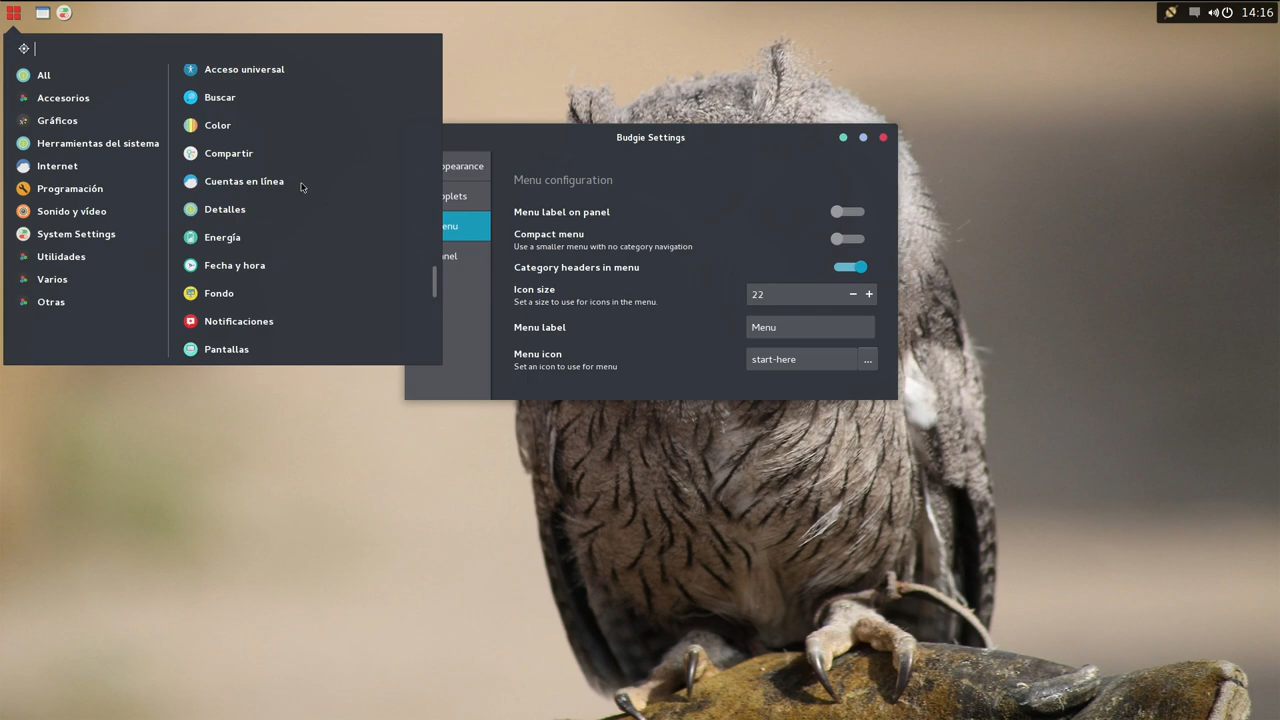 14:16
All
Accesorios
Gráficos
Herramientas del sistema
Internet
Programación
Sonido y vídeo
System Settings
Utilidades
Varios
Otras
Acceso universal
Buscar
Color
Compartir
Cuentas en línea
Detalles
Energía
Fecha y hora
Fondo
Notificaciones
Pantallas
Budgie Settings
ppearance
plets
enu
nel
Menu configuration
Menu label on panel
Compact menu
Use a smaller menu with no category navigation
Category headers in menu
Icon size
22
Set a size to use for icons in the menu.
Menu label
Menu
Menu icon
start-here
...
Set an icon to use for menu